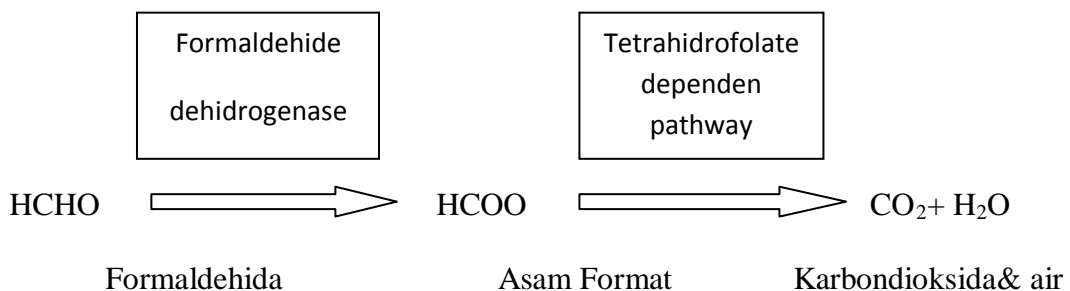 Formaldehide
dehidrogenase
Tetrahidrofolate
dependen
pathway
HCHO HCOO CO₂+ H₂O
Formaldehida Asam Format Karbondioksida& air